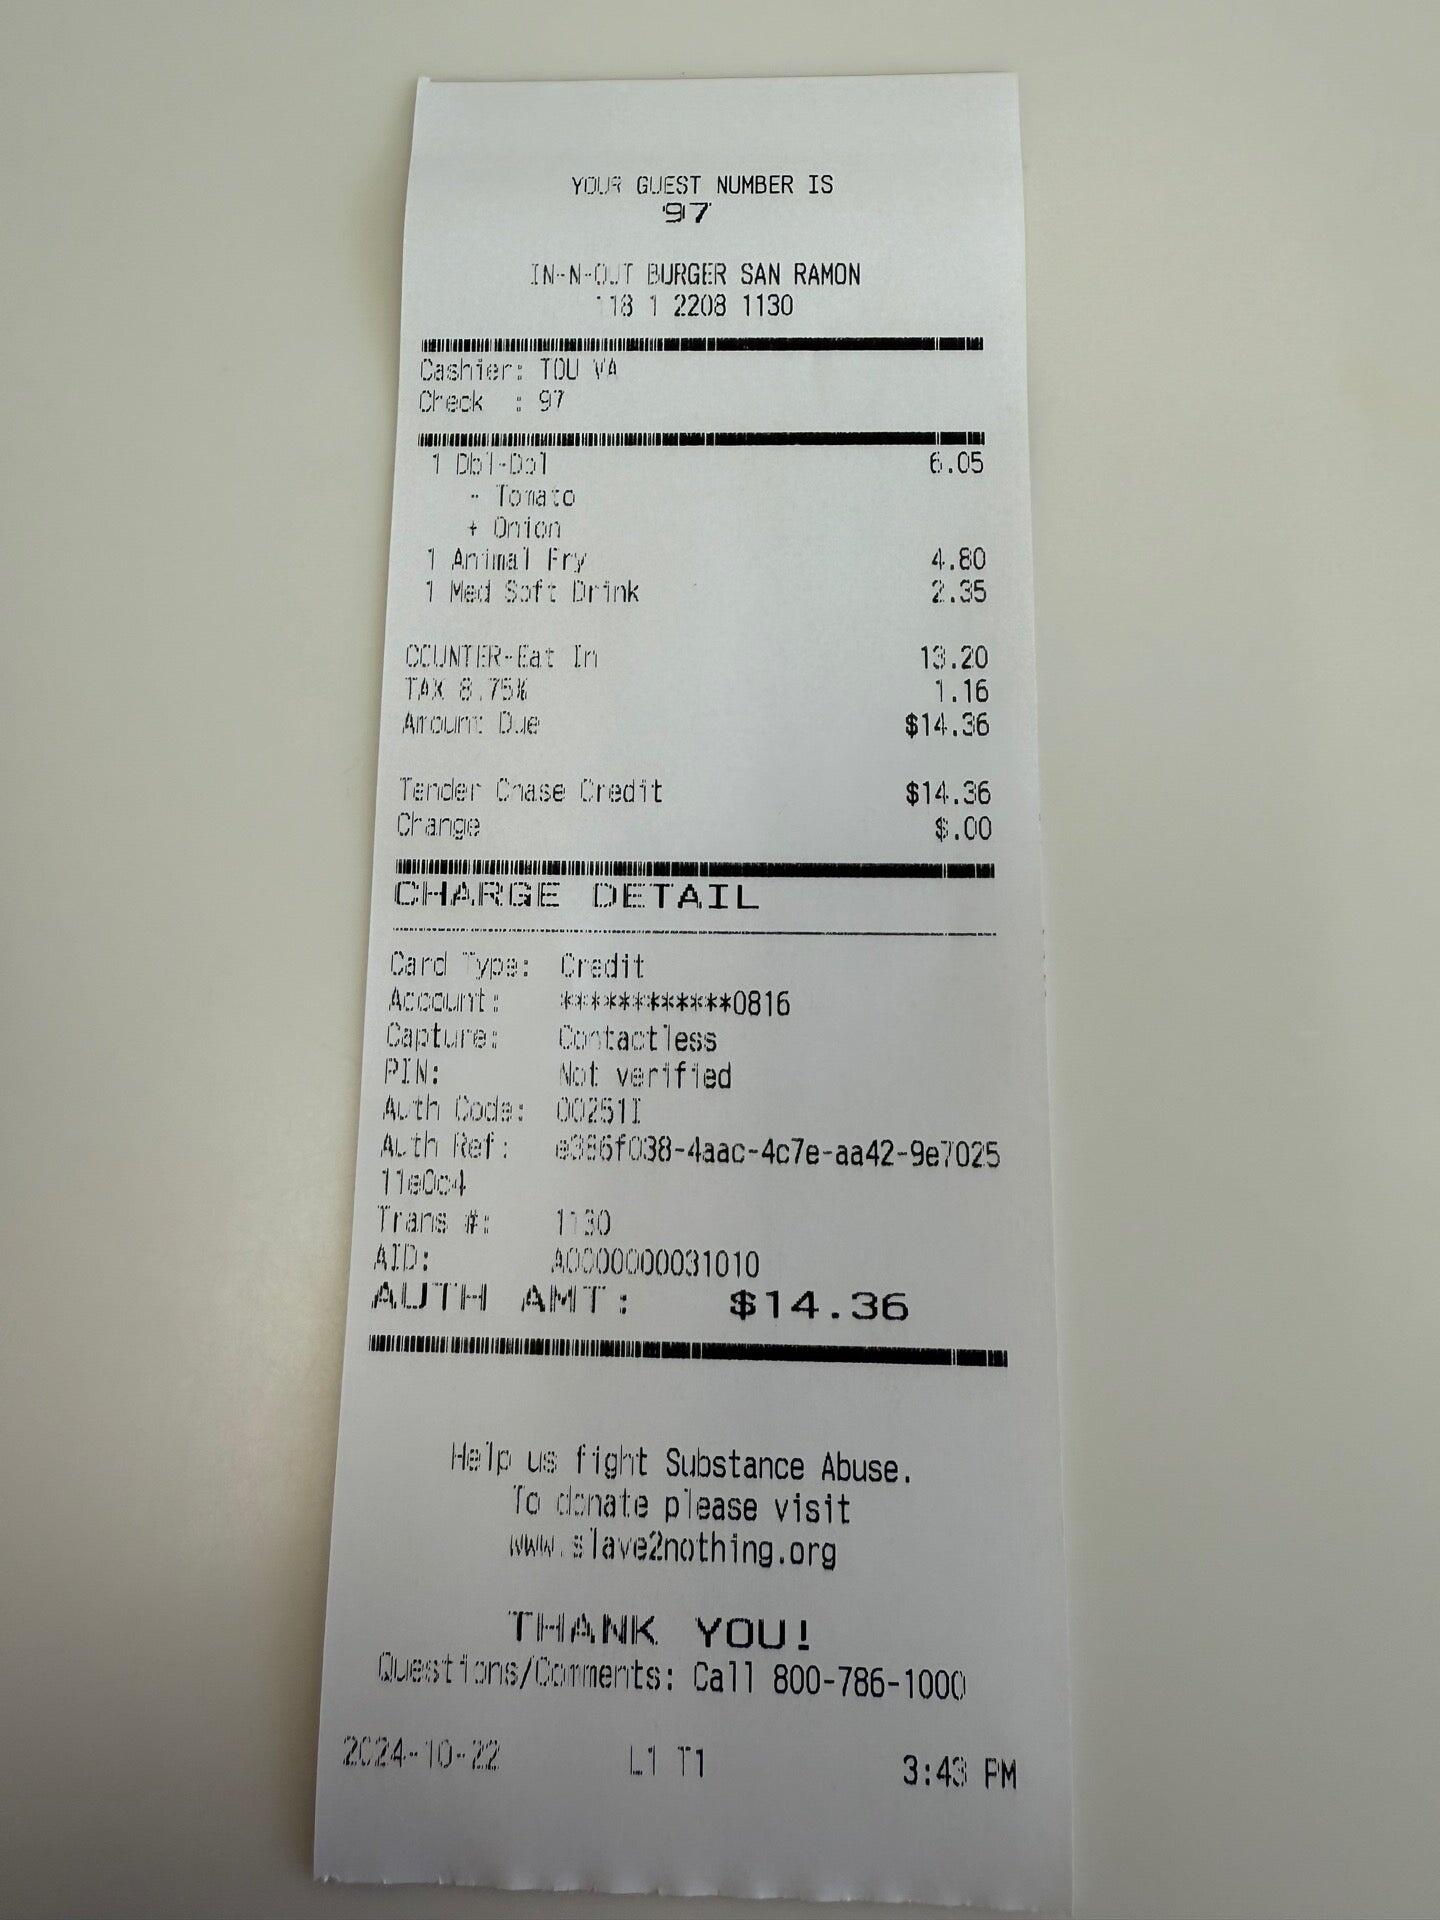 YOUR GUEST NUMBER IS
97
IN-N-OUT BURGER SAN RAMON
118 1 2208 1130
Cashier: TOU VA
Check : 97
1 Dbl-Dbl 6.05
- Tomato
+ Onion
1 Animal Fry 4.80
1 Med Soft Drink 2.35
COUNTER-Eat In 13.20
TAX 8.75% 1.16
Amount Due $14.36
Tender Chase Credit $14.36
Change $.00
CHARGE DETAIL
Card Type: Credit
Account: ************0816
Capture: Contactless
PIN: Not verified
Auth Code: 00251I
Auth Ref: e386f038-4aac-4c7e-aa42-9e7025
11e0c4
Trans #: 1130
AID: A0000000031010
AUTH AMT: $14.36
Help us fight Substance Abuse.
To donate please visit
www.slave2nothing.org
THANK YOU!
Questions/Comments: Call 800-786-1000
2024-10-22 L1 T1 3:43 PM